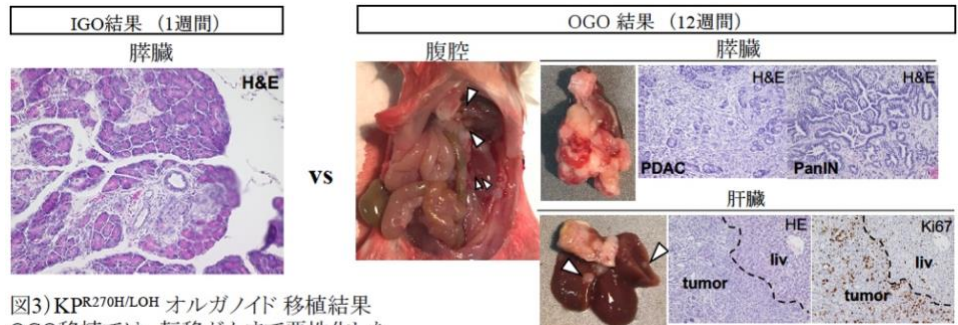 IGO結果 （1週間）
OGO 結果 （12週間）
膵臓
腹腔
膵臓
H&E
H&E
H&E
PDAC
PanIN
vs
肝臓
HE
Ki67
liv
liv
tumor
tumor
図3）KPR270H/LOH オルガノイド 移植結果